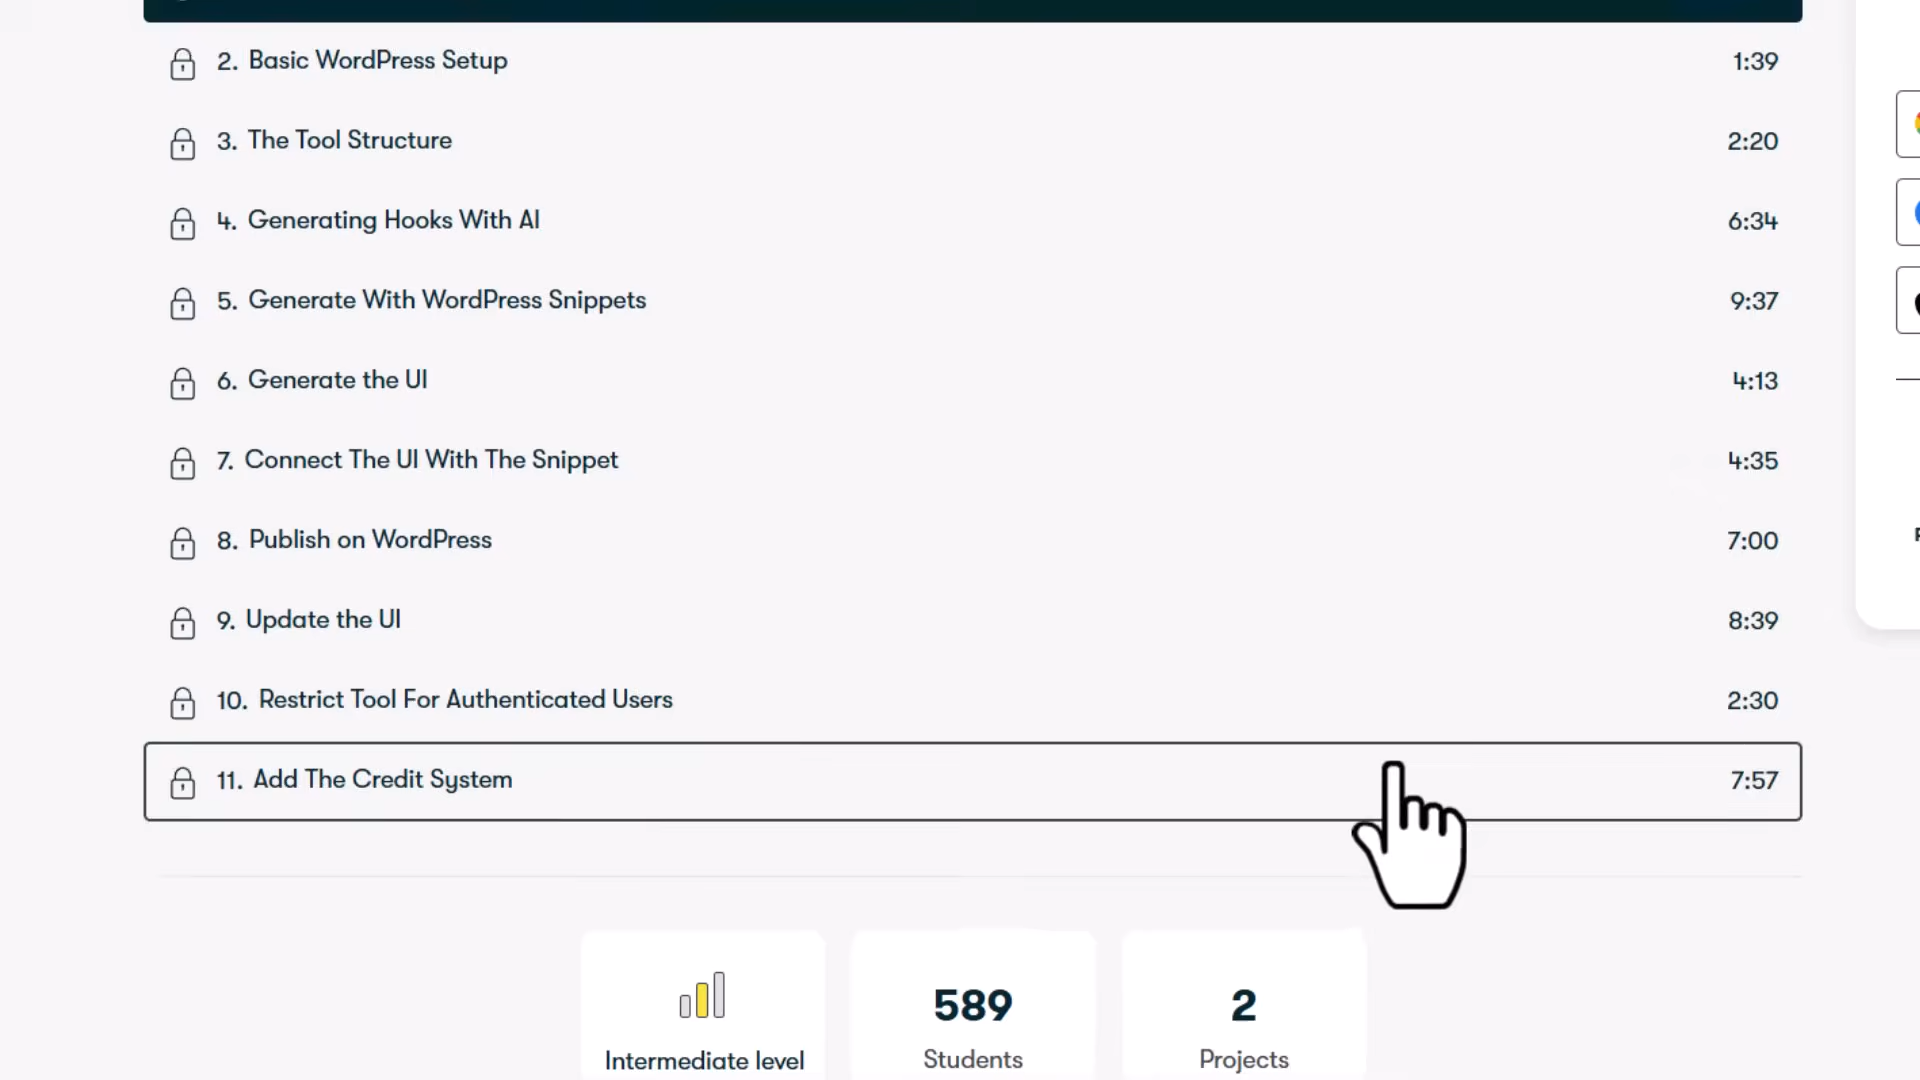 2. Basic WordPress Setup 1:39
3. The Tool Structure 2:20
4. Generating Hooks With AI 6:34
5. Generate With WordPress Snippets 9:37
6. Generate the UI 4:13
7. Connect The UI With The Snippet 4:35
8. Publish on WordPress 7:00
9. Update the UI 8:39
10. Restrict Tool For Authenticated Users 2:30
11. Add The Credit System 7:57
589 2
Intermediate level Students Projects